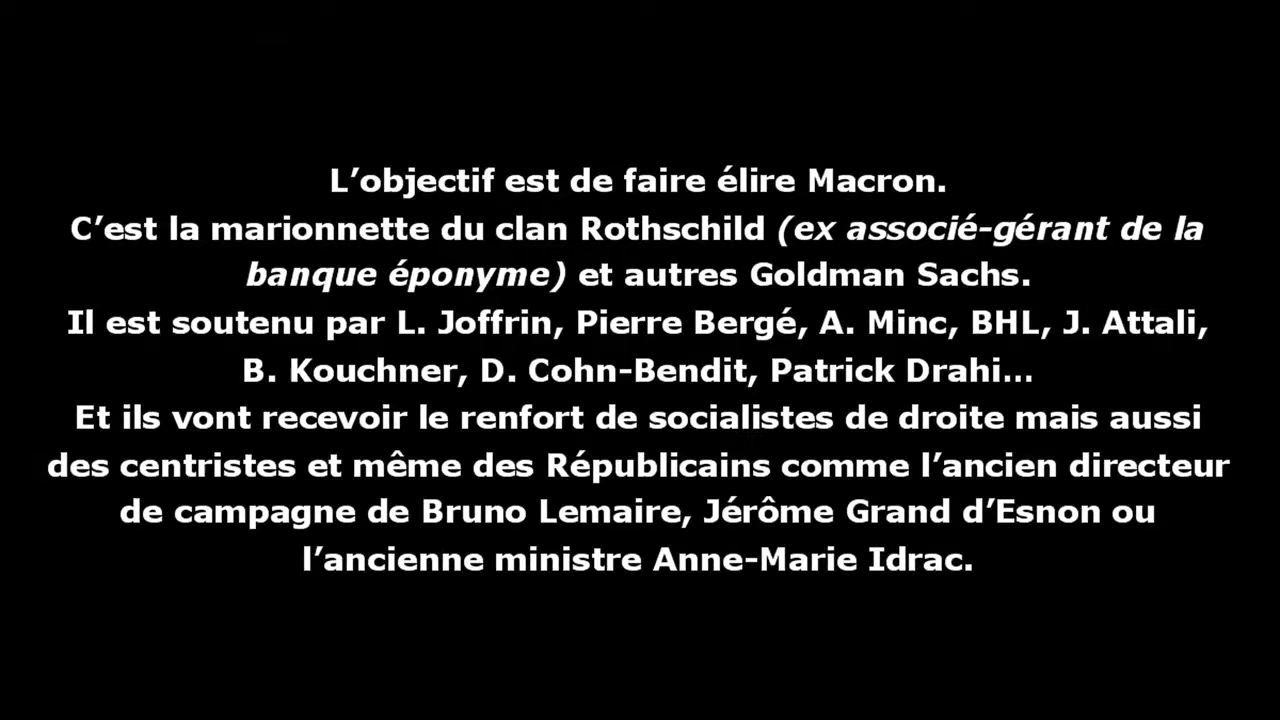 L’objectif est de faire élire Macron.
C’est la marionnette du clan Rothschild (ex associé-gérant de la
banque éponyme) et autres Goldman Sachs.
Il est soutenu par L. Joffrin, Pierre Bergé, A. Minc, BHL, J. Attali,
B. Kouchner, D. Cohn-Bendit, Patrick Drahi…
Et ils vont recevoir le renfort de socialistes de droite mais aussi
des centristes et même des Républicains comme l’ancien directeur
de campagne de Bruno Lemaire, Jérôme Grand d’Esnon ou
l’ancienne ministre Anne-Marie Idrac.